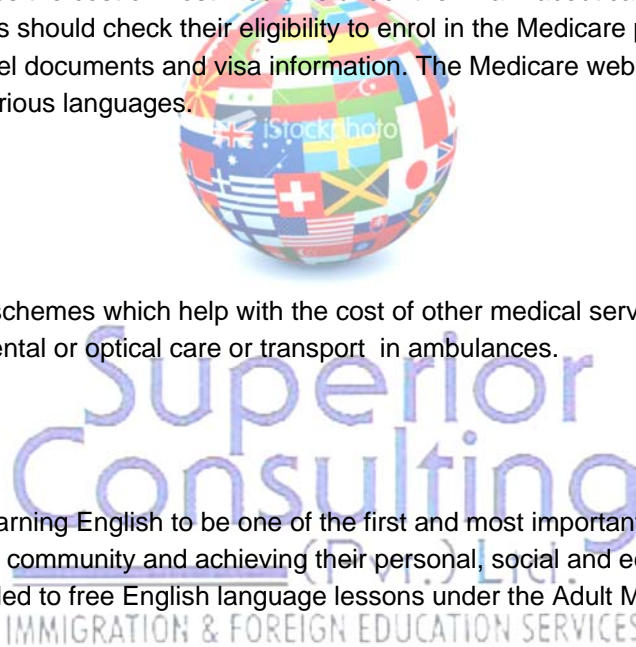 s should check their eligibility to enrol in the Medicare p
el documents and visa information. The Medicare web
rious languages.
iStockphoto
schemes which help with the cost of other medical serv
ental or optical care or transport in ambulances.
Superior
Consulting
arning English to be one of the first and most important
community and achieving their personal, social and e
(Pvt.) Ltd.
led to free English language lessons under the Adult M
IMMIGRATION & FOREIGN EDUCATION SERVICES